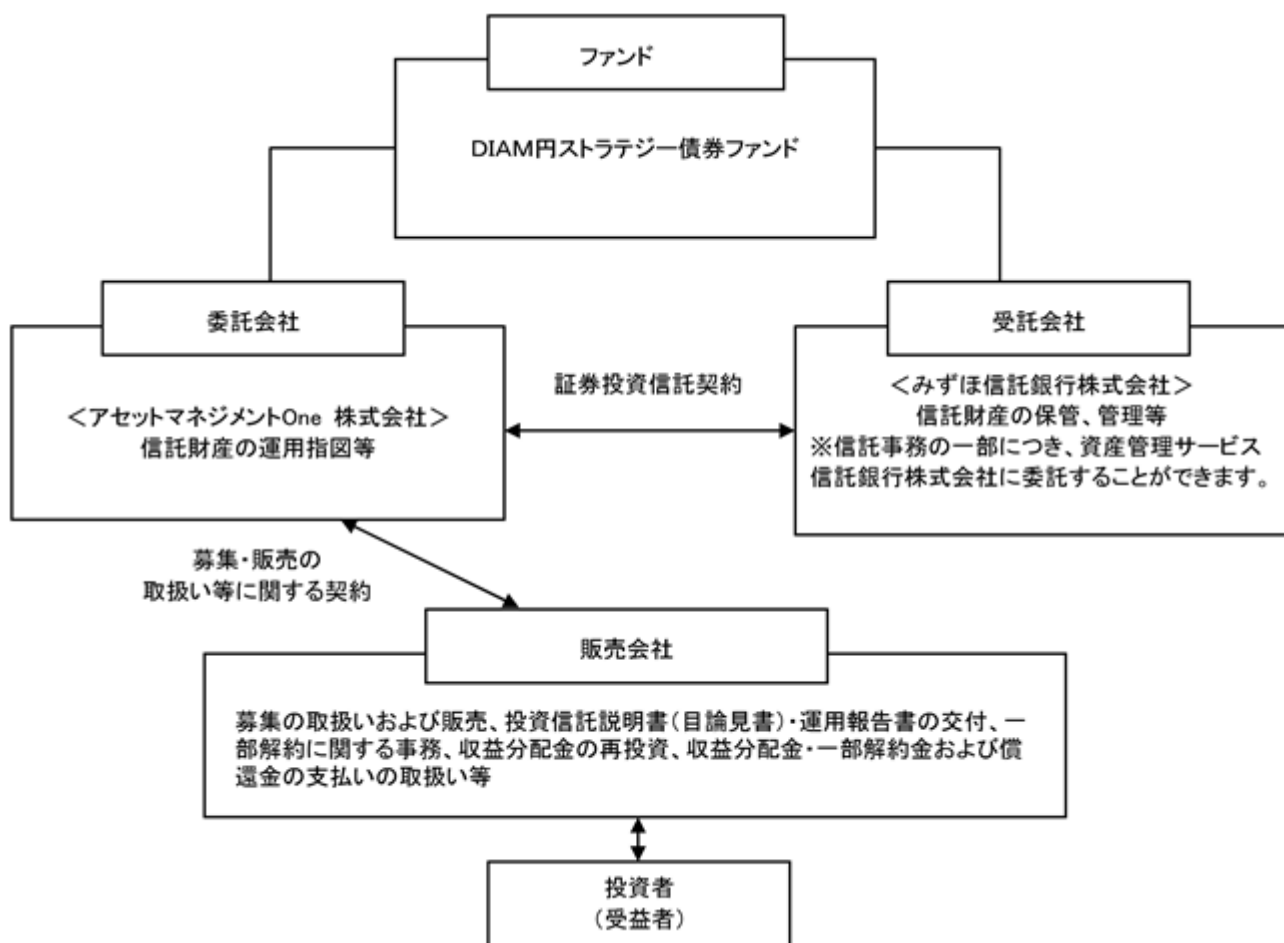 ファンド
DIAM円ストラテジー債券ファンド
委託会社
＜アセットマネジメントOne 株式会社＞
信託財産の運用指図等
証券投資信託契約
受託会社
＜みずほ信託銀行株式会社＞
信託財産の保管、管理等
※信託事務の一部につき、資産管理サービス
信託銀行株式会社に委託することができます。
募集・販売の
取扱い等に関する契約
販売会社
募集の取扱いおよび販売、投資信託説明書（目論見書）・運用報告書の交付、一
部解約に関する事務、収益分配金の再投資、収益分配金・一部解約金および償
還金の支払いの取扱い等
投資者
（受益者）